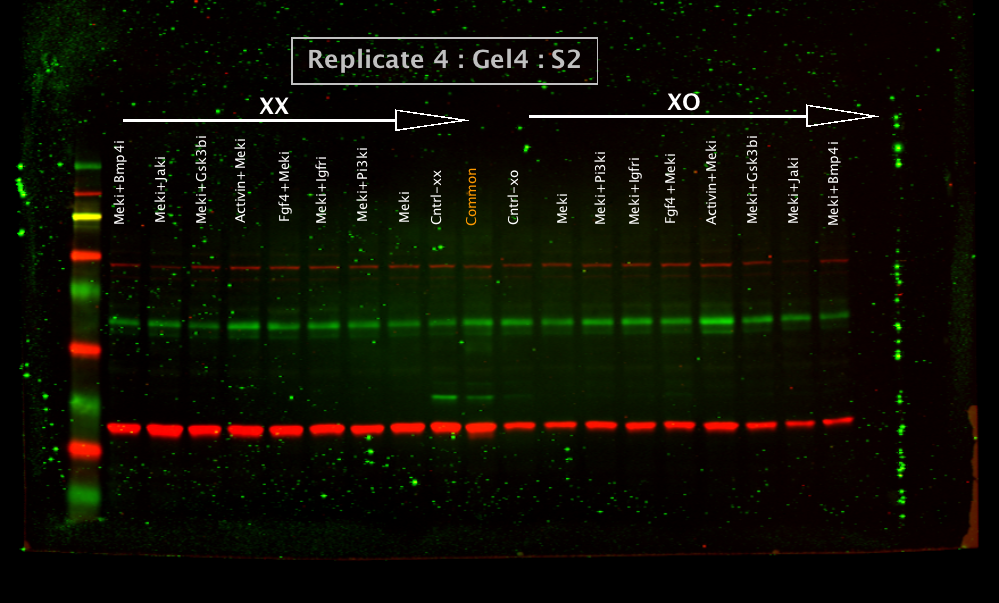 Replicate 4 : Gel4 : S2
XX
XO
Meki+Bmp4i
Meki+Jaki
Meki+Gsk3bi
Activin+Meki
Fgf4+Meki
Meki+Igfri
Meki+Pi3ki
Meki
Cntrl-xx
Common
Cntrl-xo
Meki
Meki+Pi3ki
Meki+Igfri
Fgf4+Meki
Activin+Meki
Meki+Gsk3bi
Meki+Jaki
Meki+Bmp4i